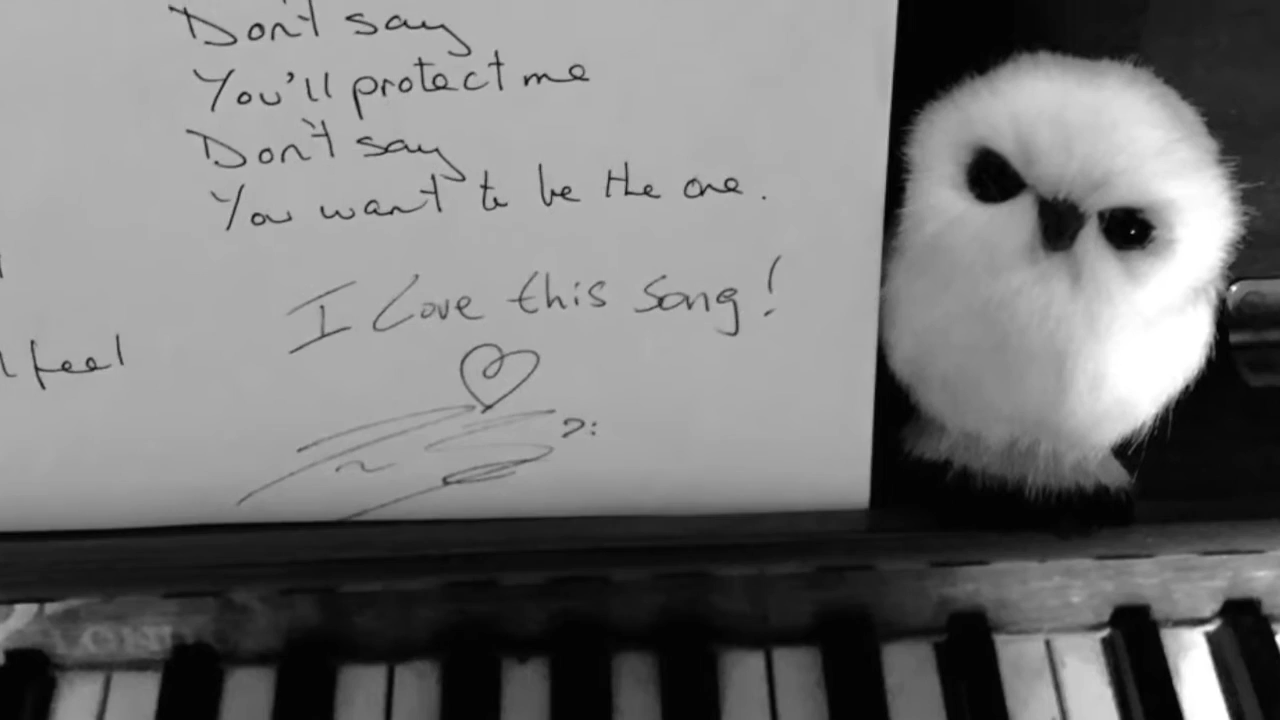 Don't say
You'll protect me
Don't say
You want to be the one.
I Love this Song!
feel